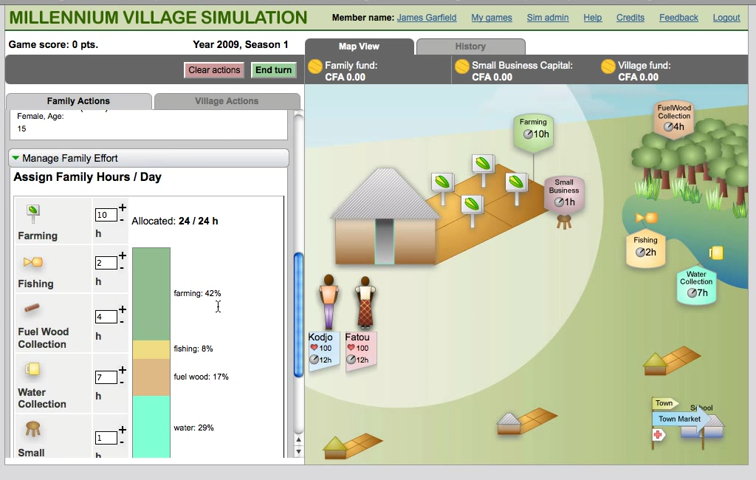 MILLENNIUM VILLAGE SIMULATION
Member name: James Garfield My games Sim admin Help Credits Feedback Logout
Game score: 0 pts. Year 2009, Season 1
Map View History
Clear actions End turn
Family fund:
CFA 0.00
Small Business Capital:
CFA 0.00
Village fund:
CFA 0.00
Family Actions Village Actions
Female, Age:
15
Manage Family Effort
Assign Family Hours / Day
Farming
10 + -
h
Fishing
2 + -
h
Fuel Wood
Collection
4 + -
h
Water
Collection
7 + -
h
Small
1 + -
h
Allocated: 24 / 24 h
farming: 42%
fishing: 8%
fuel wood: 17%
water: 29%
Farming
10h
Small
Business
1h
FuelWood
Collection
4h
Fishing
2h
Water
Collection
7h
Kodjo
100
12h
Fatou
100
12h
Town
School
Town Market